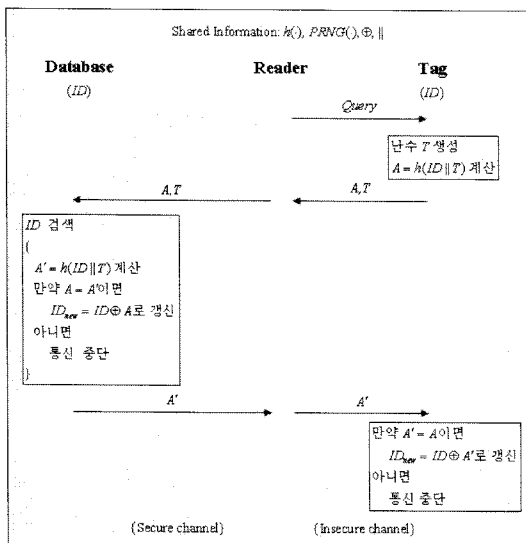 Shared Information: h(·), PRNG(), ⊕, ||
Database Reader Tag
(ID) (ID)
Query
난수 T 생성
A = h(ID||T) 계산
A,T A,T
ID 검색
{
A' = h(ID||T) 계산
만약 A = A'이면
IDnew = ID⊕A로 갱신
아니면
통신 중단
}
A' A'
만약 A' = A이면
IDnew = ID⊕A'로 갱신
아니면
통신 중단
{Secure channel} {Insecure channel}